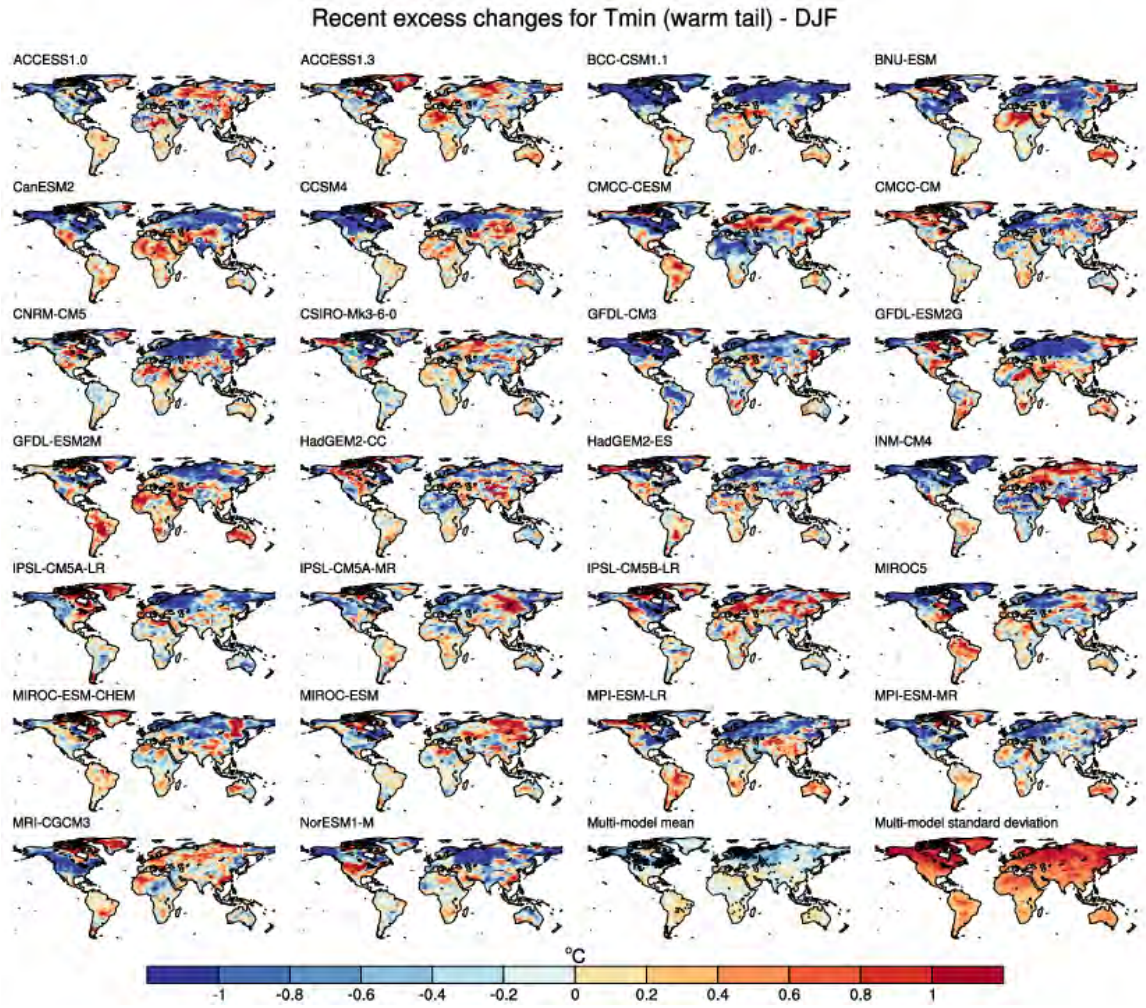 Recent excess changes for Tmin (warm tail) - DJF
ACCESS1.0 ACCESS1.3 BCC-CSM1.1 BNU-ESM
CanESM2 CCSM4 CMCC-CESM CMCC-CM
CNRM-CM5 CSIRO-Mk3-6-0 GFDL-CM3 GFDL-ESM2G
GFDL-ESM2M HadGEM2-CC HadGEM2-ES INM-CM4
IPSL-CM5A-LR IPSL-CM5A-MR IPSL-CM5B-LR MIROC5
MIROC-ESM-CHEM MIROC-ESM MPI-ESM-LR MPI-ESM-MR
MRI-CGCM3 NorESM1-M Multi-model mean Multi-model standard deviation
°C
-1 -0.8 -0.6 -0.4 -0.2 0 0.2 0.4 0.6 0.8 1